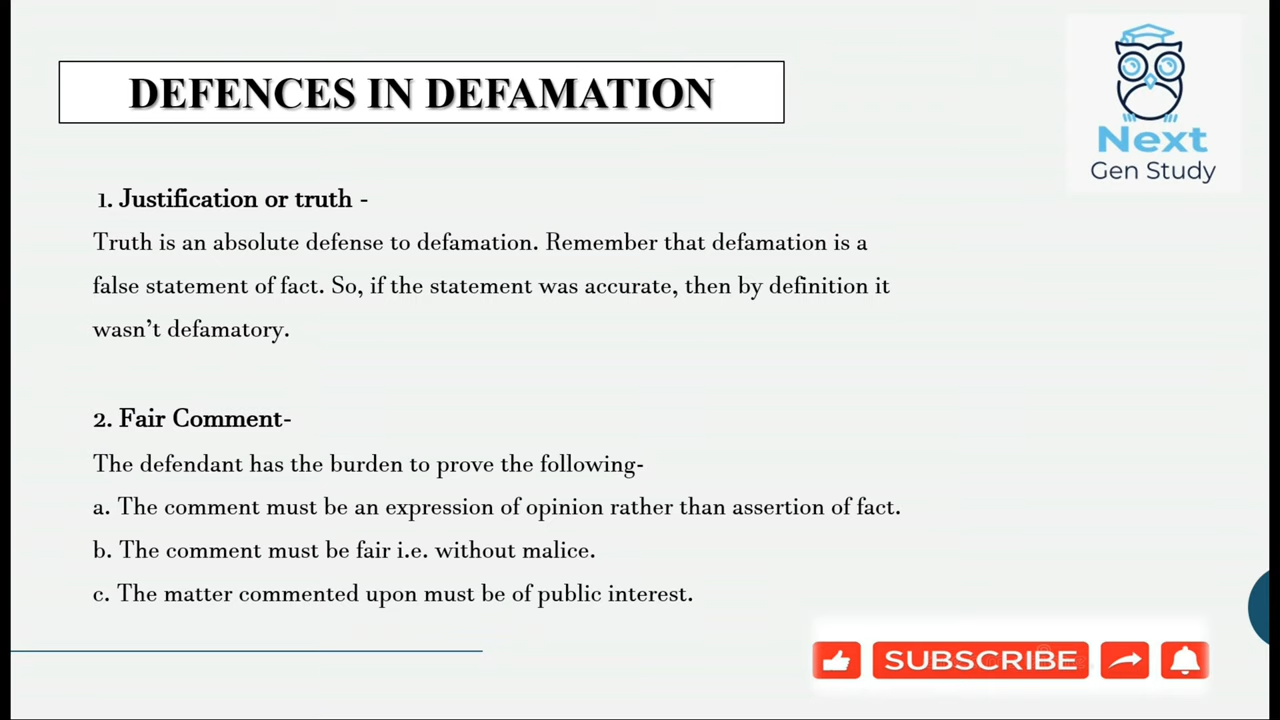 DEFENCES IN DEFAMATION
Next
Gen Study
1. Justification or truth -
Truth is an absolute defense to defamation. Remember that defamation is a
false statement of fact. So, if the statement was accurate, then by definition it
wasn't defamatory.
2. Fair Comment-
The defendant has the burden to prove the following-
a. The comment must be an expression of opinion rather than assertion of fact.
b. The comment must be fair i.e. without malice.
c. The matter commented upon must be of public interest.
SUBSCRIBE